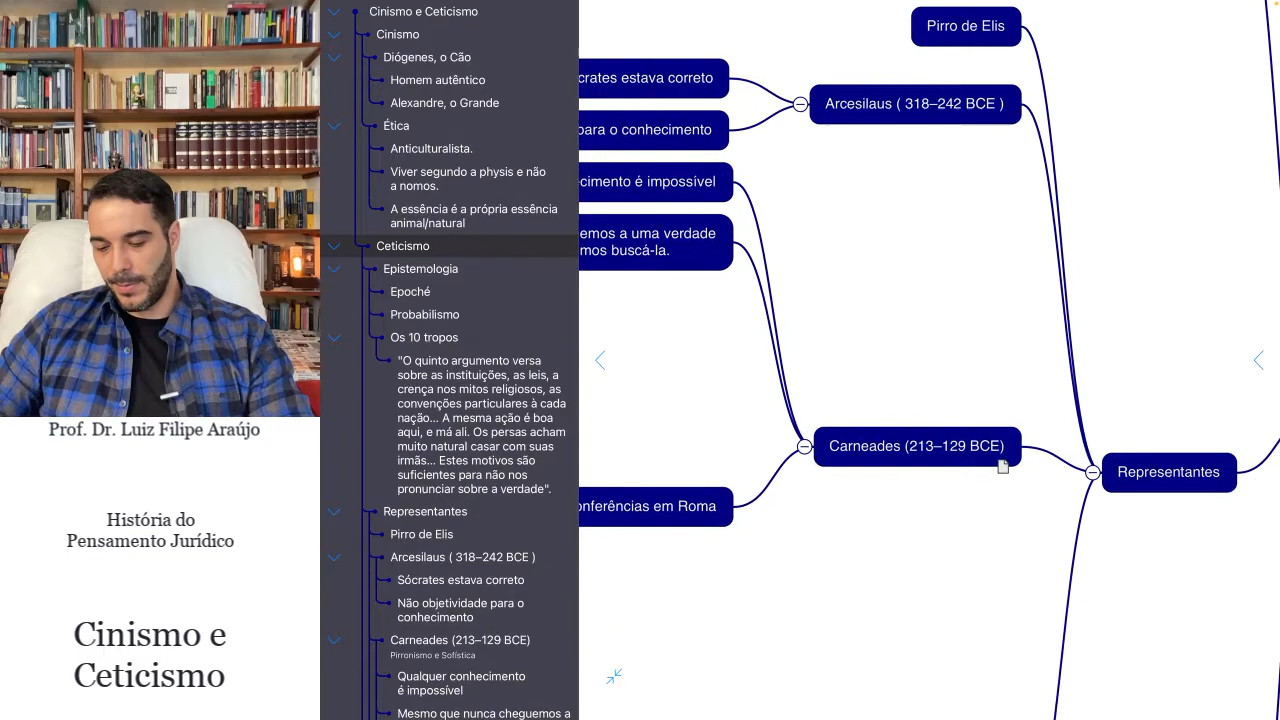 Prof. Dr. Luiz Filipe Araújo
História do
Pensamento Jurídico
Cinismo e
Ceticismo
Cinismo e Ceticismo
Cinismo
Diógenes, o Cão
Homem autêntico
Alexandre, o Grande
Ética
Anticulturalista.
Viver segundo a physis e não
a nomos.
A essência é a própria essência
animal/natural
Ceticismo
Epistemologia
Epoché
Probabilismo
Os 10 tropos
"O quinto argumento versa
sobre as instituições, as leis, a
crença nos mitos religiosos, as
convenções particulares à cada
nação... A mesma ação é boa
aqui, e má ali. Os persas acham
muito natural casar com suas
irmãs... Estes motivos são
suficientes para não nos
pronunciar sobre a verdade".
Representantes
Pirro de Elis
Arcesilaus ( 318–242 BCE )
Sócrates estava correto
Não objetividade para o
conhecimento
Carneades (213–129 BCE)
Pirronismo e Sofística
Qualquer conhecimento
é impossível
Mesmo que nunca cheguemos a
Pirro de Elis
crates estava correto
Arcesilaus ( 318–242 BCE )
para o conhecimento
cimento é impossível
emos a uma verdade
mos buscá-la.
Carneades (213–129 BCE)
Representantes
onferências em Roma